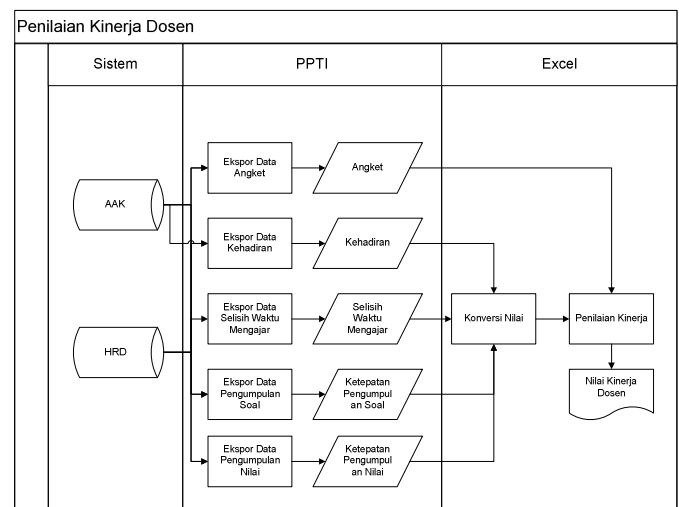 Penilaian Kinerja Dosen
Sistem
PPTI
Excel
AAK
HRD
Ekspor Data
Angket
Angket
Ekspor Data
Kehadiran
Kehadiran
Ekspor Data
Selisih Waktu
Mengajar
Selisih
Waktu
Mengajar
Konversi Nilai
Penilaian Kinerja
Ekspor Data
Pengumpulan
Soal
Ketepatan
Pengumpul
an Soal
Nilai Kinerja
Dosen
Ekspor Data
Pengumpulan
Nilai
Ketepatan
Pengumpul
an Nilai